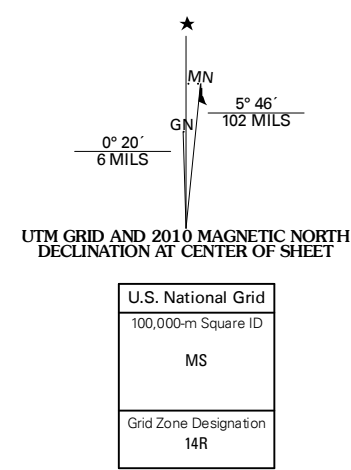 ★
MN
5° 46´
102 MILS
GN
0° 20´
6 MILS
UTM GRID AND 2010 MAGNETIC NORTH
DECLINATION AT CENTER OF SHEET
U.S. National Grid
100,000-m Square ID
MS
Grid Zone Designation
14R